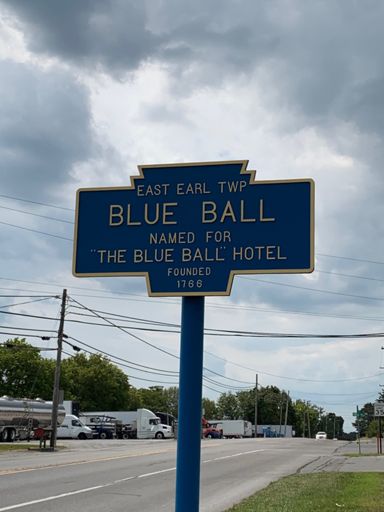 EAST EARL TWP
BLUE BALL
NAMED FOR
"THE BLUE BALL" HOTEL
FOUNDED
1766